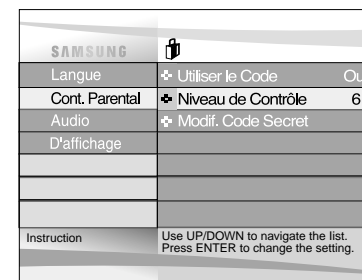 SAMSUNG
Langue Utiliser le Code Ou
Cont. Parental Niveau de Contrôle 6
Audio Modif. Code Secret
D'affichage
Instruction Use UP/DOWN to navigate the list.
Press ENTER to change the setting.